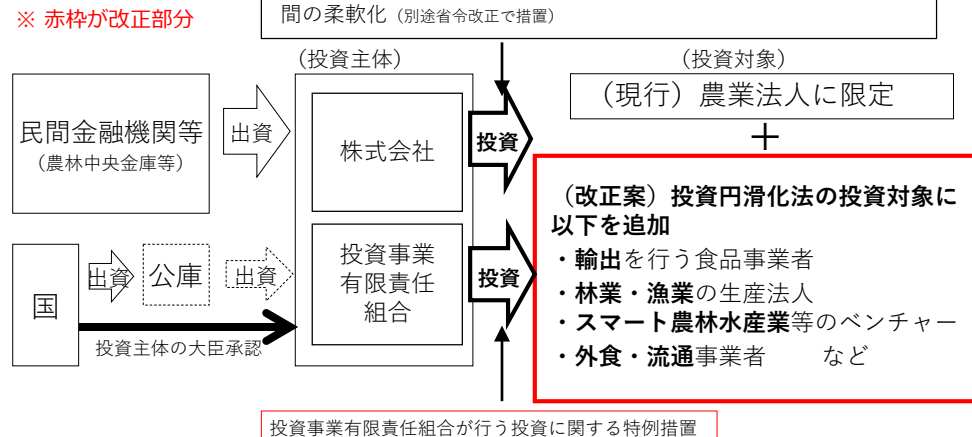 ※ 赤枠が改正部分
間の柔軟化（別途省令改正で措置）
（投資主体）
（投資対象）
民間金融機関等
（農林中央金庫等）
出資
株式会社
投資
（現行）農業法人に限定
＋
（改正案）投資円滑化法の投資対象に
以下を追加
・輸出を行う食品事業者
・林業・漁業の生産法人
・スマート農林水産業等のベンチャー
・外食・流通事業者　　など
国
出資
公庫
出資
投資事業
有限責任
組合
投資
投資主体の大臣承認
投資事業有限責任組合が行う投資に関する特例措置